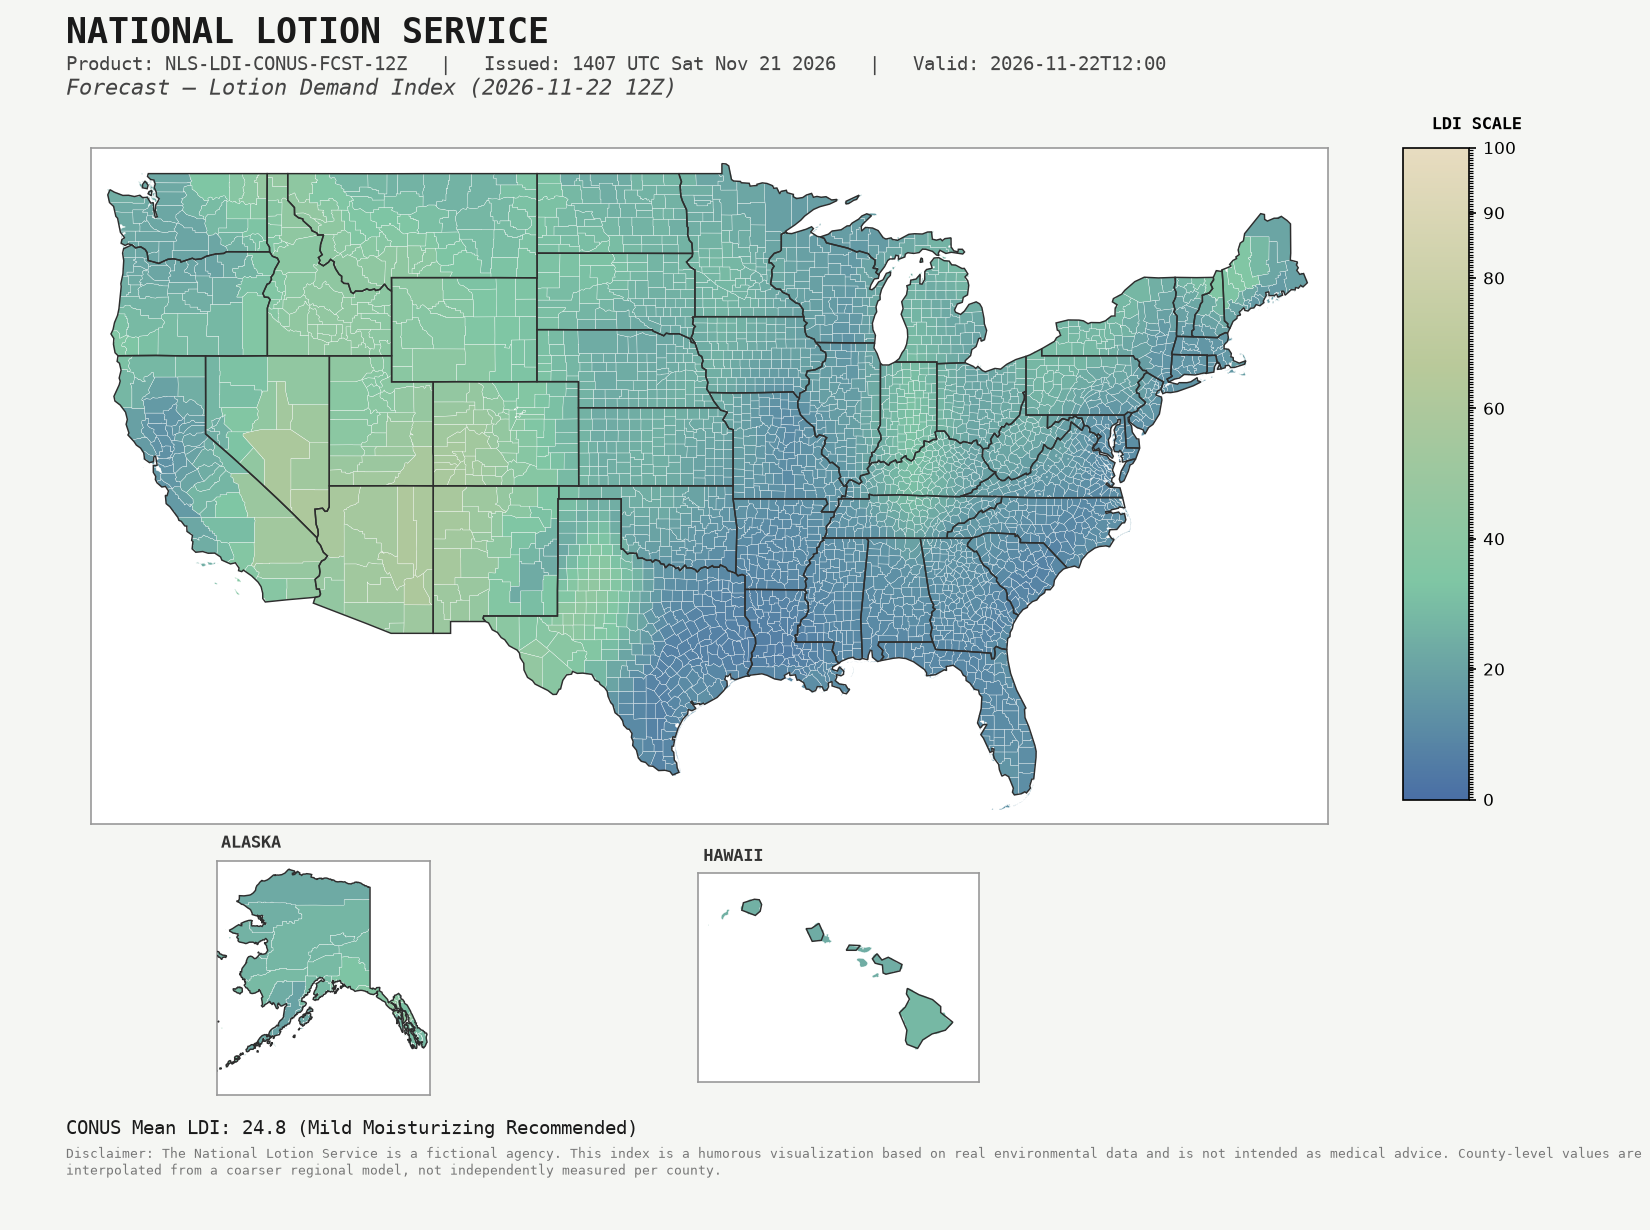 NATIONAL LOTION SERVICE
Product: NLS-LDI-CONUS-FCST-12Z | Issued: 1407 UTC Sat Nov 21 2026 | Valid: 2026-11-22T12:00
Forecast — Lotion Demand Index (2026-11-22 12Z)
LDI SCALE
100
90
80
60
40
20
0
ALASKA
HAWAII
CONUS Mean LDI: 24.8 (Mild Moisturizing Recommended)
Disclaimer: The National Lotion Service is a fictional agency. This index is a humorous visualization based on real environmental data and is not intended as medical advice. County-level values are
interpolated from a coarser regional model, not independently measured per county.